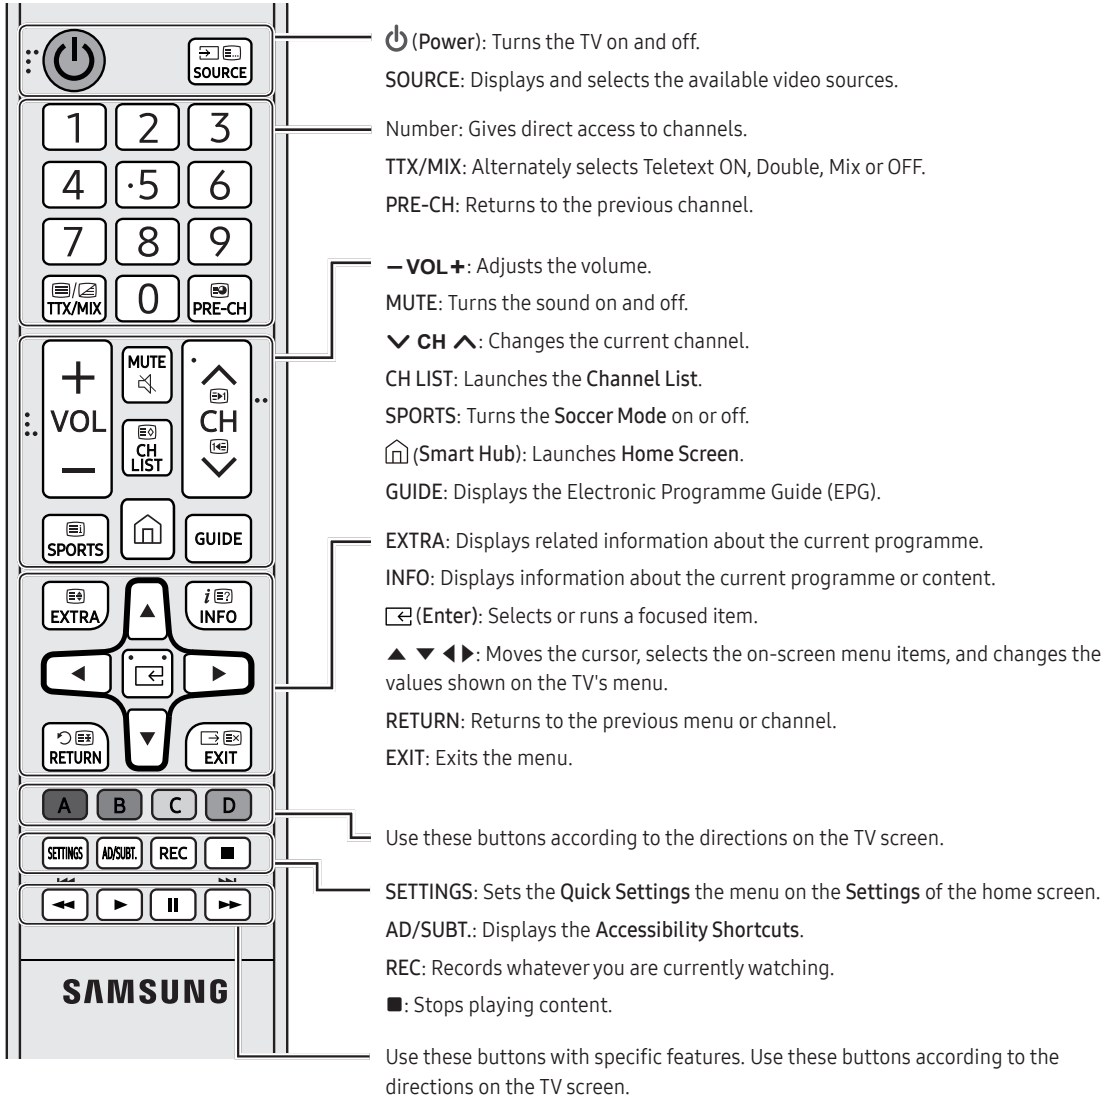 SOURCE
1 2 3
4 ·5 6
7 8 9
TTX/MIX 0 PRE-CH
+ MUTE
VOL CH
CH
LIST
−
SPORTS GUIDE
EXTRA i INFO
RETURN EXIT
A B C D
SETTINGS AD/SUBT. REC
SAMSUNG
(Power): Turns the TV on and off.
SOURCE: Displays and selects the available video sources.
Number: Gives direct access to channels.
TTX/MIX: Alternately selects Teletext ON, Double, Mix or OFF.
PRE-CH: Returns to the previous channel.
− VOL +: Adjusts the volume.
MUTE: Turns the sound on and off.
CH : Changes the current channel.
CH LIST: Launches the Channel List.
SPORTS: Turns the Soccer Mode on or off.
(Smart Hub): Launches Home Screen.
GUIDE: Displays the Electronic Programme Guide (EPG).
EXTRA: Displays related information about the current programme.
INFO: Displays information about the current programme or content.
(Enter): Selects or runs a focused item.
▲ ▼ ◀ ▶: Moves the cursor, selects the on-screen menu items, and changes the
values shown on the TV's menu.
RETURN: Returns to the previous menu or channel.
EXIT: Exits the menu.
Use these buttons according to the directions on the TV screen.
SETTINGS: Sets the Quick Settings the menu on the Settings of the home screen.
AD/SUBT.: Displays the Accessibility Shortcuts.
REC: Records whatever you are currently watching.
■: Stops playing content.
Use these buttons with specific features. Use these buttons according to the
directions on the TV screen.